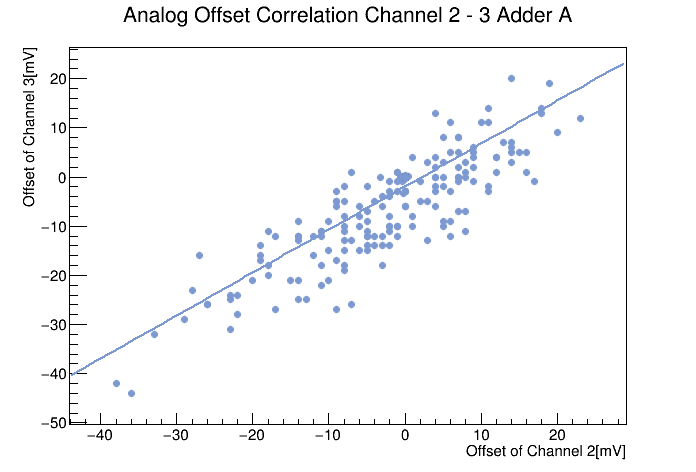 Analog Offset Correlation Channel 2 - 3 Adder A
Offset of Channel 3[mV]
20
10
0
−10
−20
−30
−40
−50
−40 −30 −20 −10 0 10 20
Offset of Channel 2[mV]